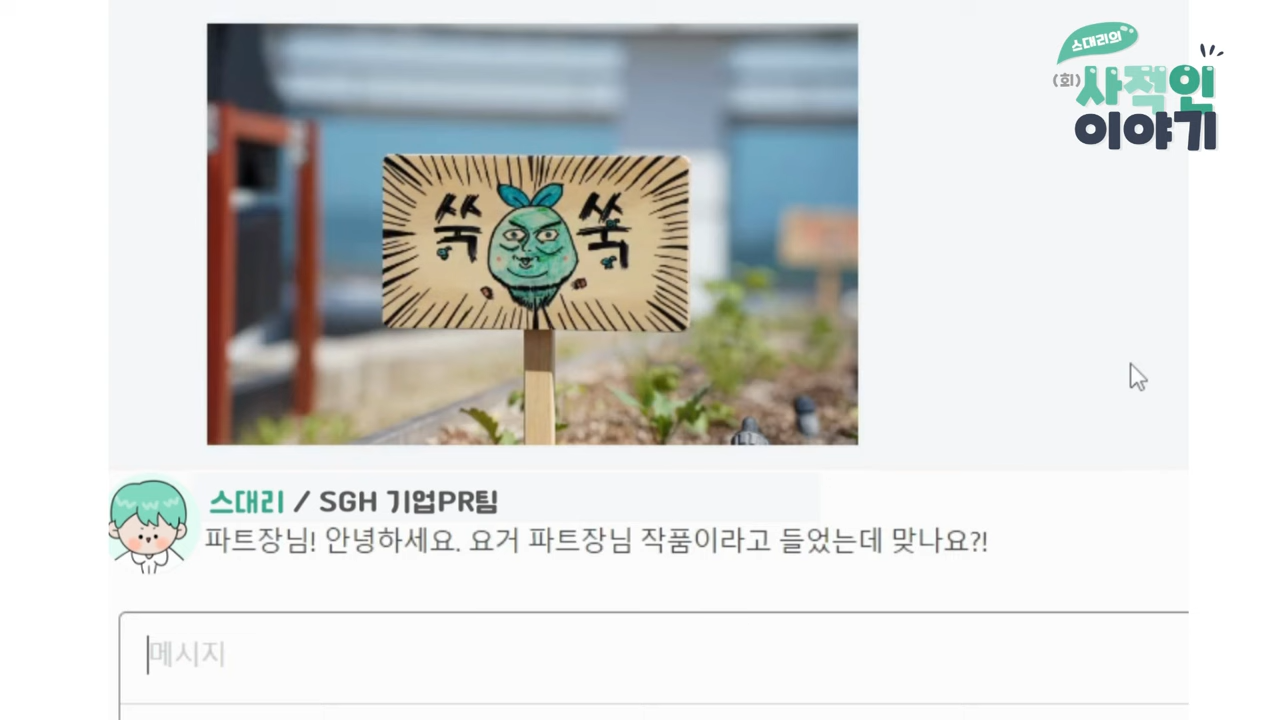 스대리의
(회)사적인
이야기
쑥쑥
스대리 / SGH 기업PR팀
파트장님! 안녕하세요. 요거 파트장님 작품이라고 들었는데 맞나요?!
메시지